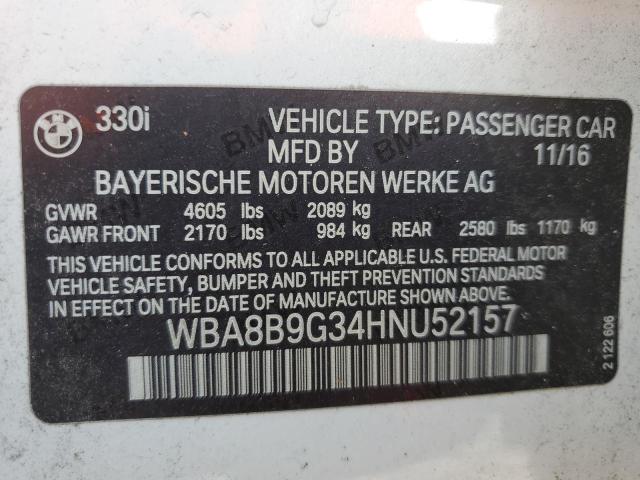 330i VEHICLE TYPE: PASSENGER CAR
MFD BY 11/16
BAYERISCHE MOTOREN WERKE AG
GVWR 4605 lbs 2089 kg
GAWR FRONT 2170 lbs 984 kg REAR 2580 lbs 1170 kg
THIS VEHICLE CONFORMS TO ALL APPLICABLE U.S. FEDERAL MOTOR
VEHICLE SAFETY, BUMPER AND THEFT PREVENTION STANDARDS
IN EFFECT ON THE DATE OF MANUFACTURE SHOWN ABOVE.
WBA8B9G34HNU52157
2 122 606